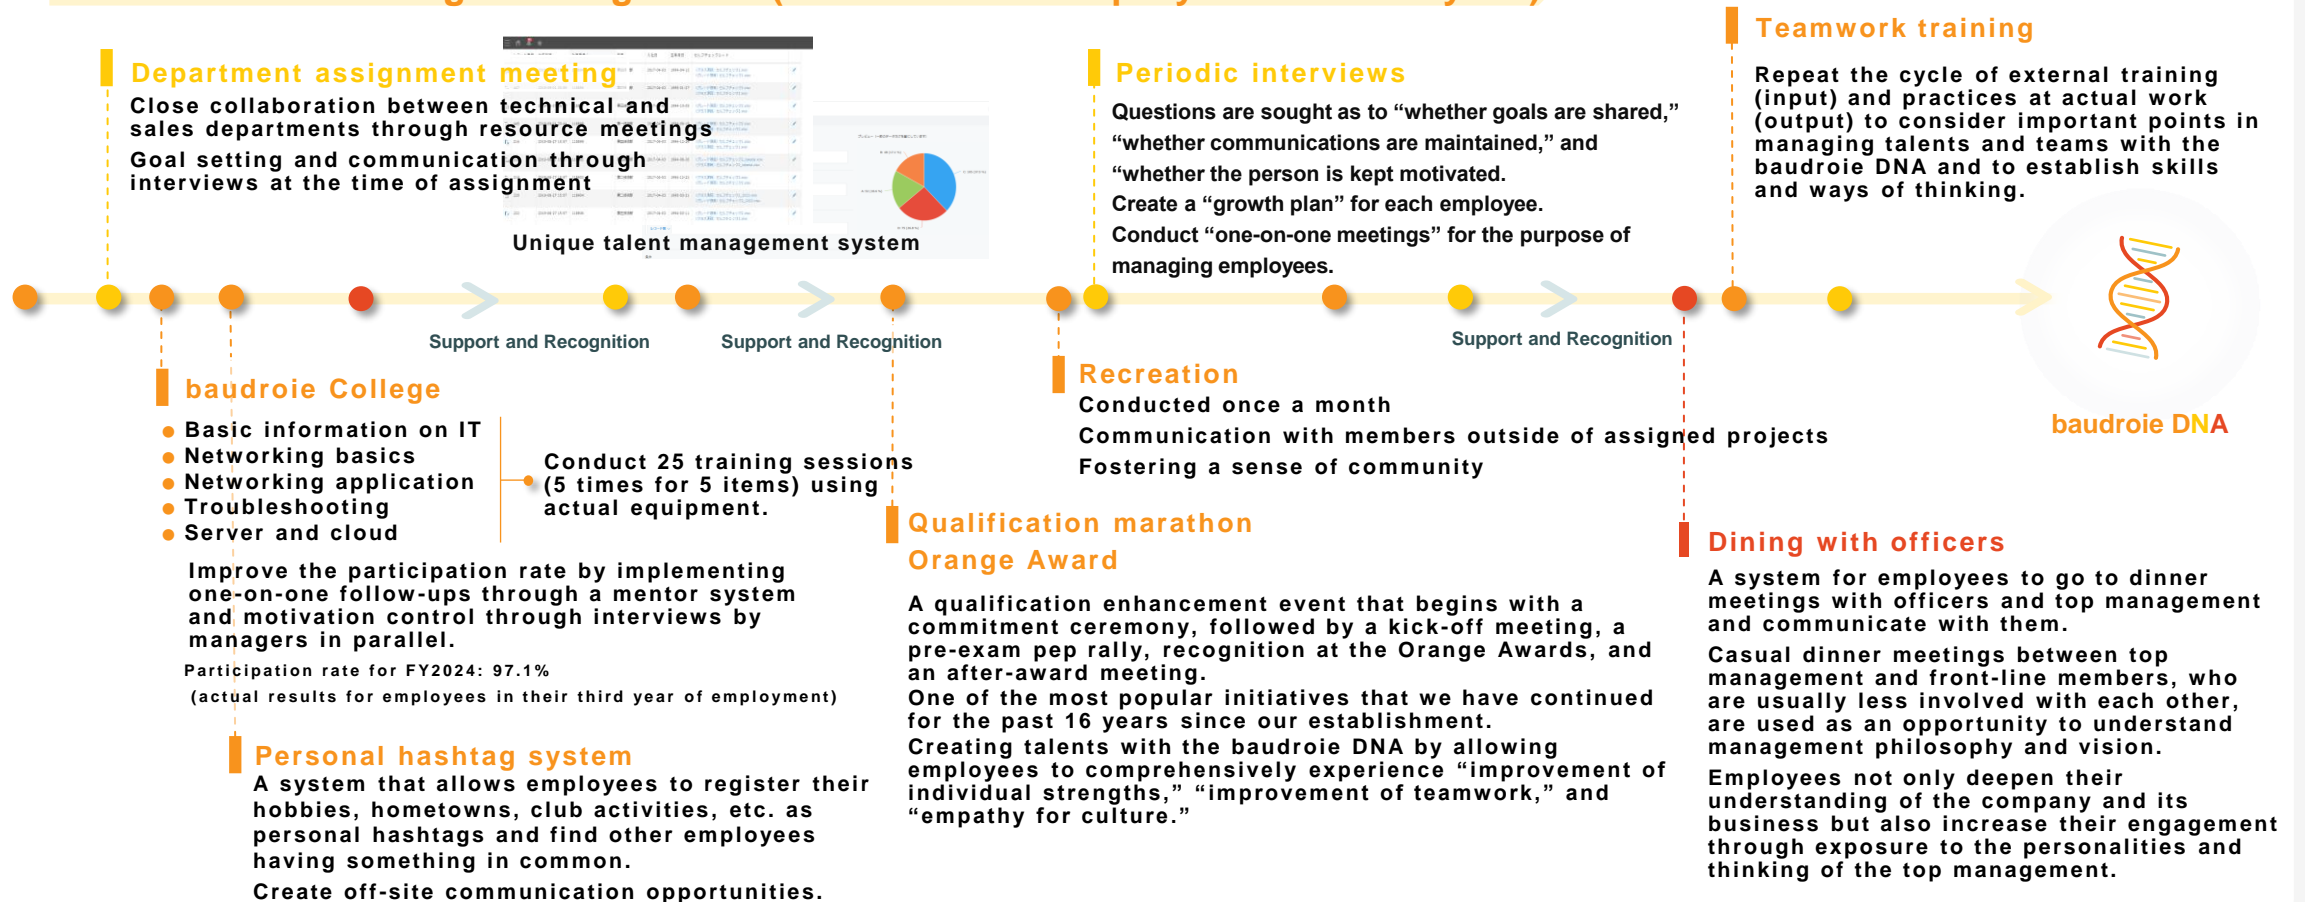 Department assignment meeting
Close collaboration between technical and
sales departments through resource meetings
Goal setting and communication through
interviews at the time of assignment
Unique talent management system
Periodic interviews
Questions are sought as to “whether goals are shared,”
“whether communications are maintained,” and
“whether the person is kept motivated.
Create a “growth plan” for each employee.
Conduct “one-on-one meetings” for the purpose of
managing employees.
Teamwork training
Repeat the cycle of external training
(input) and practices at actual work
(output) to consider important points in
managing talents and teams with the
baudroie DNA and to establish skills
and ways of thinking.
Support and Recognition
Support and Recognition
Support and Recognition
baudroie DNA
baudroie College
Basic information on IT
Networking basics
Networking application
Troubleshooting
Server and cloud
Conduct 25 training sessions
(5 times for 5 items) using
actual equipment.
Improve the participation rate by implementing
one-on-one follow-ups through a mentor system
and motivation control through interviews by
managers in parallel.
Participation rate for FY2024: 97.1%
(actual results for employees in their third year of employment)
Personal hashtag system
A system that allows employees to register their
hobbies, hometowns, club activities, etc. as
personal hashtags and find other employees
having something in common.
Create off-site communication opportunities.
Qualification marathon
Orange Award
A qualification enhancement event that begins with a
commitment ceremony, followed by a kick-off meeting, a
pre-exam pep rally, recognition at the Orange Awards, and
an after-award meeting.
One of the most popular initiatives that we have continued
for the past 16 years since our establishment.
Creating talents with the baudroie DNA by allowing
employees to comprehensively experience “improvement of
individual strengths,” “improvement of teamwork,” and
“empathy for culture.”
Recreation
Conducted once a month
Communication with members outside of assigned projects
Fostering a sense of community
Dining with officers
A system for employees to go to dinner
meetings with officers and top management
and communicate with them.
Casual dinner meetings between top
management and front-line members, who
are usually less involved with each other,
are used as an opportunity to understand
management philosophy and vision.
Employees not only deepen their
understanding of the company and its
business but also increase their engagement
through exposure to the personalities and
thinking of the top management.